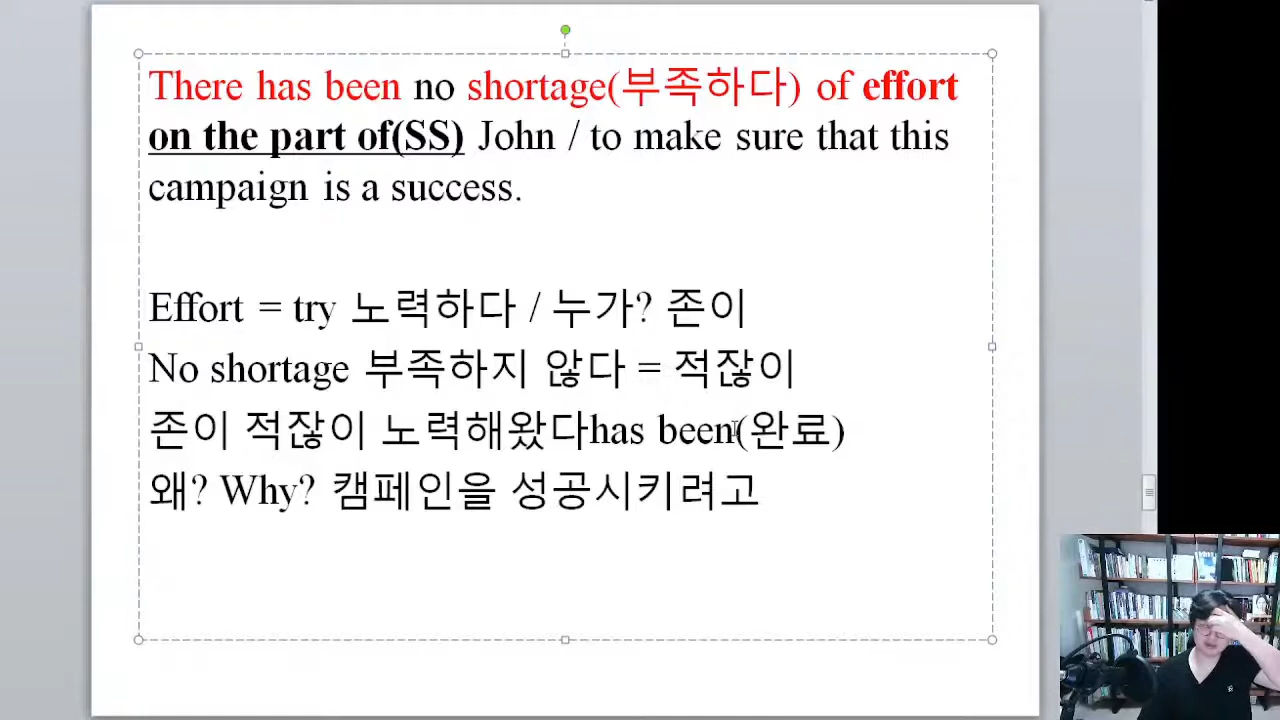 There has been no shortage(부족하다) of effort
on the part of(SS) John / to make sure that this
campaign is a success.
Effort = try 노력하다 / 누가? 존이
No shortage 부족하지 않다 = 적잖이
존이 적잖이 노력해왔다has been(완료)
왜? Why? 캠페인을 성공시키려고